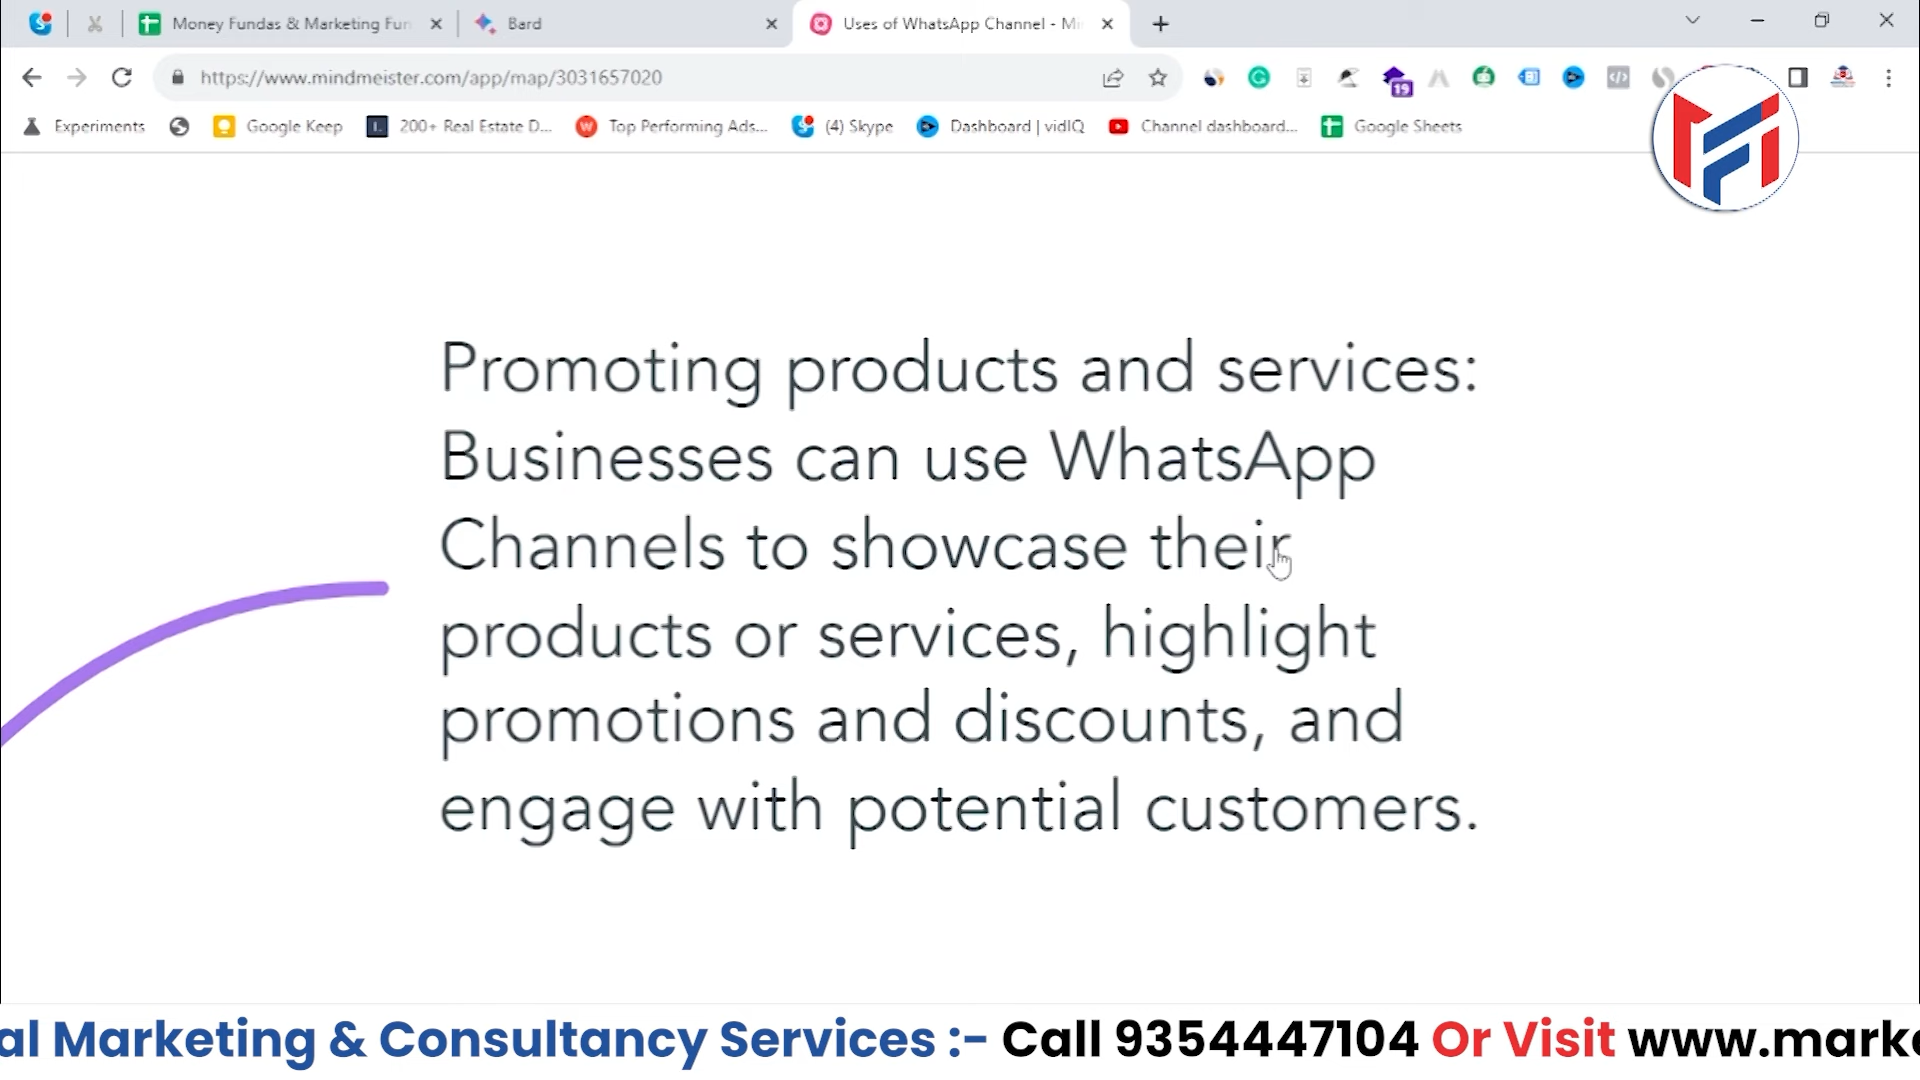 Money Fundas & Marketing Fun
Bard
Uses of WhatsApp Channel - Mi
https://www.mindmeister.com/app/map/3031657020
19
Experiments
Google Keep
L
200+ Real Estate D...
W
Top Performing Ads...
(4) Skype
Dashboard | vidIQ
Channel dashboard...
Google Sheets
Promoting products and services:
Businesses can use WhatsApp
Channels to showcase their
products or services, highlight
promotions and discounts, and
engage with potential customers.
al Marketing & Consultancy Services :- Call 9354447104 Or Visit www.mark